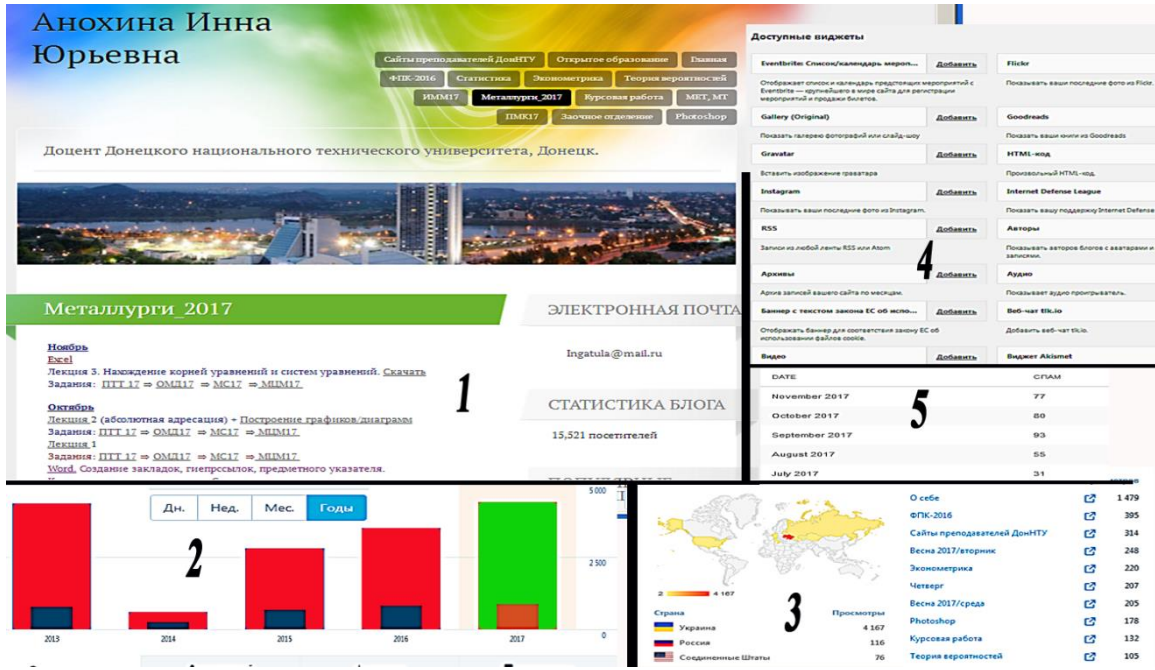 Анохина Инна
Юрьевна
Сайты преподавателей ДонНТУ Открытое образование Главная
ФПК-2016 Статистика Эконометрика Теория вероятностей
ИММ17 Металлурги_2017 Курсовая работа МЕТ, МТ
ПМК17 Заочное отделение Photoshop
Доцент Донецкого национального технического университета, Донецк.
Металлурги_2017
Ноябрь
Excel
Лекция 3. Нахождение корней уравнений и систем уравнений. Скачать
Задания: ПТТ 17 ⇒ ОМД17 ⇒ МС17 ⇒ МЦМ17
Октябрь
Лекция 2 (абсолютная адресация) + Построение графиков/диаграмм
Задания: ПТТ 17 ⇒ ОМД17 ⇒ МС17 ⇒ МЦМ17
Лекция 1
Задания: ПТТ 17 ⇒ ОМД17 ⇒ МС17 ⇒ МЦМ17
Word. Создание закладок, гиепрссылок, предметного указателя.
ЭЛЕКТРОННАЯ ПОЧТА
Ingatula@mail.ru
СТАТИСТИКА БЛОГА
15,521 посетителей
1
Доступные виджеты
Eventbrite: Список/календарь мероп... Добавить Flickr
Отображает список и календарь предстоящих мероприятий с Показывать ваши последние фото из Flickr.
Eventbrite — крупнейшего в мире сайта для регистрации
мероприятий и продажи билетов.
Gallery (Original) Добавить Goodreads
Показать галерею фотографий или слайд-шоу Показать ваши книги из Goodreads
Gravatar Добавить HTML-код
Вставить изображение граватара Произвольный HTML-код.
Instagram Добавить Internet Defense League
Показывать ваши последние фото из Instagram. Показать вашу поддержку Internet Defense
RSS Добавить Авторы
Записи из любой ленты RSS или Atom Показывать авторов блогов с аватарами и
записями.
4
Архивы Добавить Аудио
Архив записей вашего сайта по месяцам. Показывает аудио проигрыватель.
Баннер с текстом закона ЕС об испо... Добавить Веб-чат tlk.io
Отображать баннер для соответствия закону ЕС об Добавить веб-чат tlk.io.
использовании файлов cookie.
Видео Добавить Виджет Akismet
DATE СПАМ
November 2017 77
October 2017 80
September 2017 93
August 2017 55
July 2017 31
5
Дн. Нед. Мес. Годы
5 000
2 500
0
2013 2014 2015 2016 2017
2
2 4 167
Страна Просмотры
Украина 4 167
Россия 116
Соединенные Штаты 76
3
О себе 1 479
ФПК-2016 395
Сайты преподавателей ДонНТУ 314
Весна 2017/вторник 248
Эконометрика 220
Четверг 207
Весна 2017/среда 205
Photoshop 178
Курсовая работа 132
Теория вероятностей 105